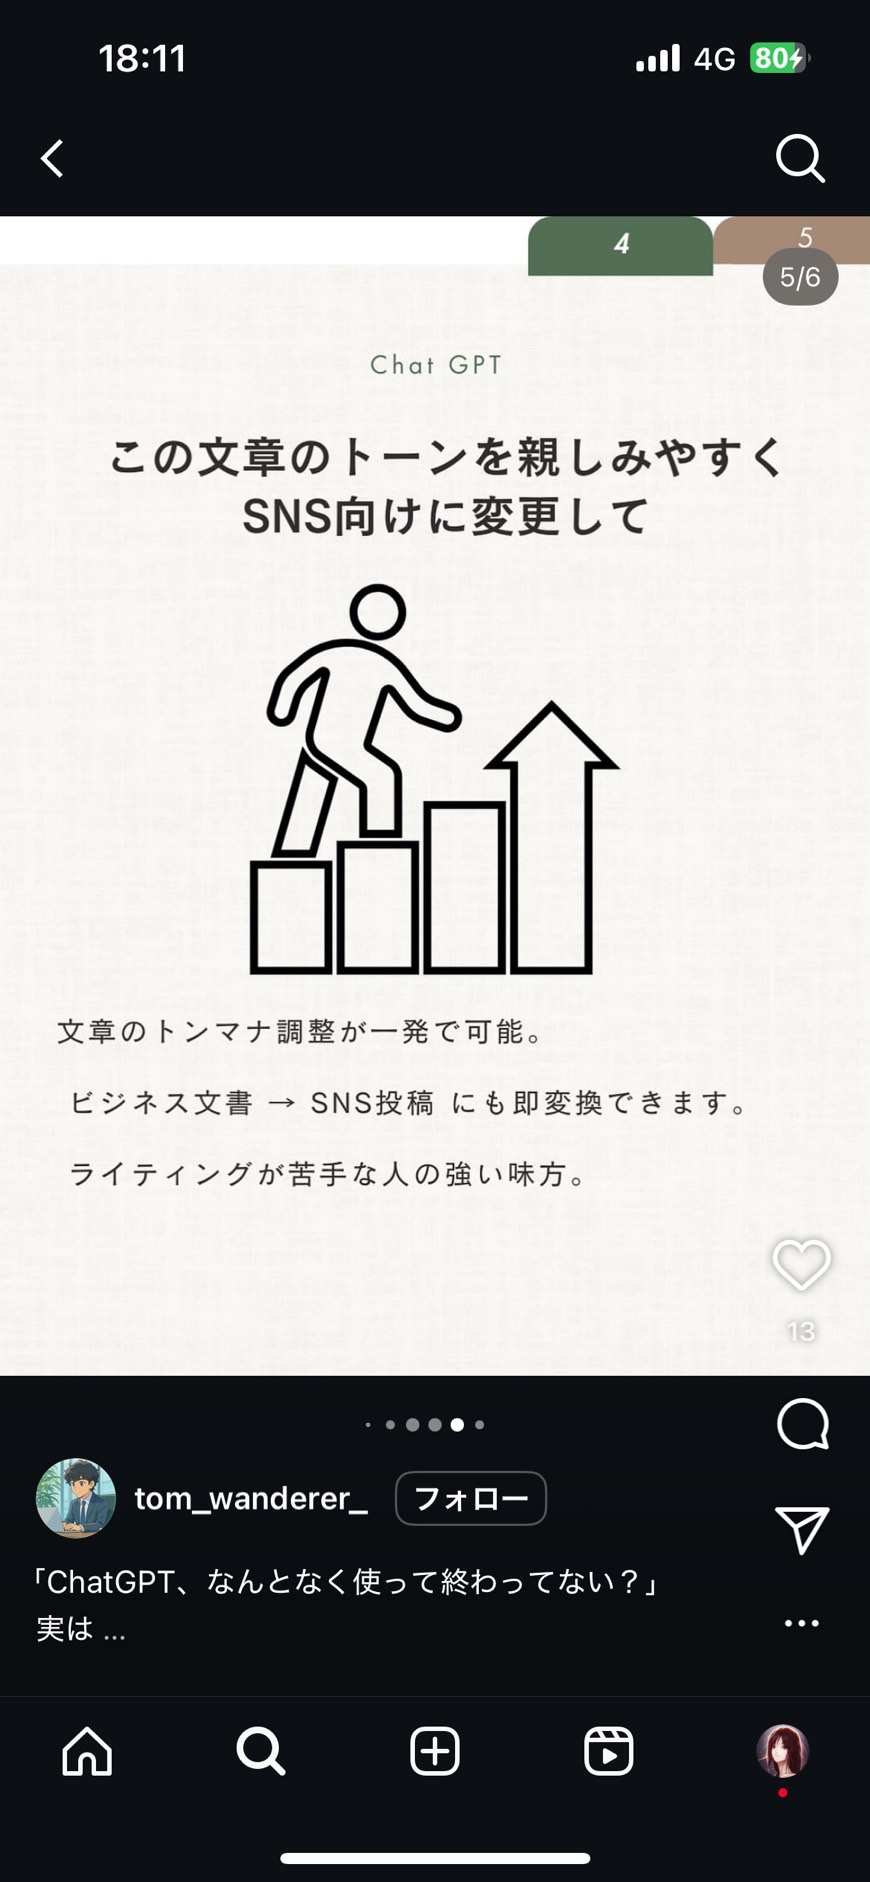 18:11
4G
80
4
5
5/6
Chat GPT
この文章のトーンを親しみやすく
SNS向けに変更して
文章のトンマナ調整が一発で可能。
ビジネス文書 → SNS投稿 にも即変換できます。
ライティングが苦手な人の強い味方。
13
tom_wanderer_
フォロー
「ChatGPT、なんとなく使って終わってない？」
実は ...